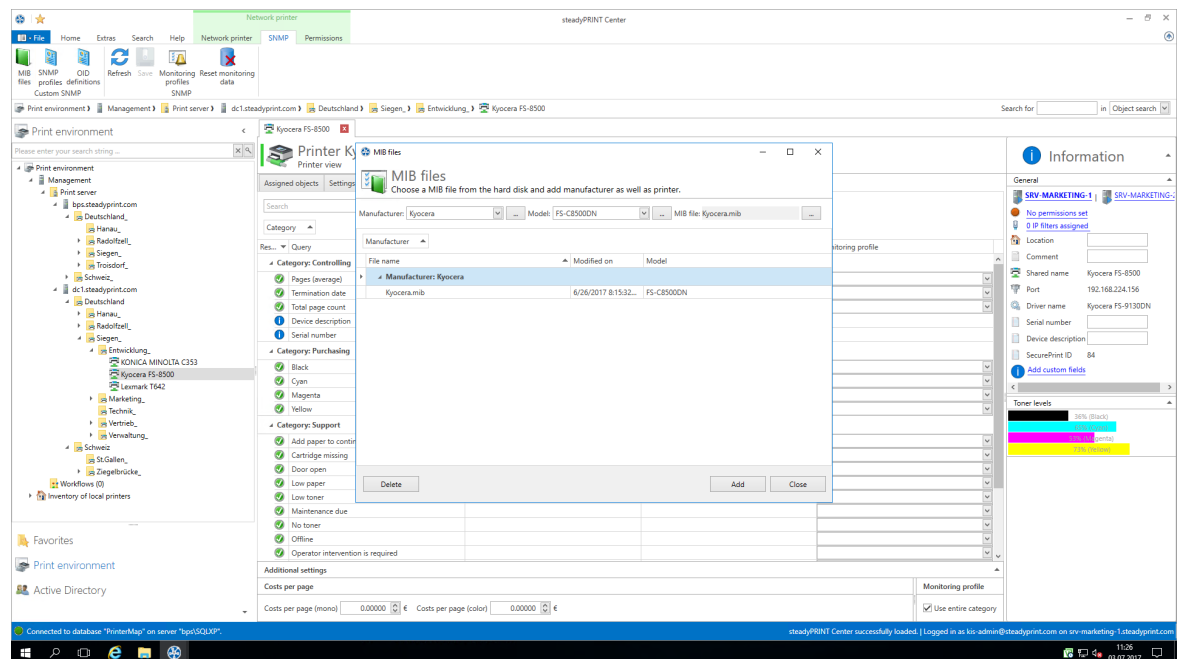 Network printer
steadyPRINT Center
File Home Extras Search Help Network printer SNMP Permissions
MIB files SNMP profiles OID definitions Refresh Save Monitoring profiles Reset monitoring data
Custom SNMP SNMP
Print environment Management Print server dc1.steadyprint.com Deutschland Siegen_ Entwicklung_ Kyocera FS-8500
Search for in Object search
Print environment
Please enter your search string ...
Print environment
Management
Print server
bps.steadyprint.com
Deutschland_
Hanau_
Radolfzell_
Siegen_
Troisdorf_
Schweiz_
dc1.steadyprint.com
Deutschland
Hanau_
Radolfzell_
Siegen_
Entwicklung_
KONICA MINOLTA C353
Kyocera FS-8500
Lexmark T642
Marketing_
Technik_
Vertrieb_
Verwaltung_
Schweiz
St.Gallen_
Ziegelbrücke_
Workflows (0)
Inventory of local printers
Favorites
Print environment
Active Directory
Kyocera FS-8500
Printer Ky
Printer view
Assigned objects Settings
Search
Category
Res... Query itoring profile
Category: Controlling
Pages (average)
Termination date
Total page count
Device description
Serial number
Category: Purchasing
Black
Cyan
Magenta
Yellow
Category: Support
Add paper to contin
Cartridge missing
Door open
Low paper
Low toner
Maintenance due
No toner
Offline
Operator intervention is required
Additional settings
Costs per page Monitoring profile
Costs per page (mono) 0.00000 € Costs per page (color) 0.00000 € Use entire category
MIB files
MIB files
Choose a MIB file from the hard disk and add manufacturer as well as printer.
Manufacturer: Kyocera ... Model: FS-C8500DN ... MIB file: Kyocera.mib ...
Manufacturer
File name Modified on Model
Manufacturer: Kyocera
Kyocera.mib 6/26/2017 8:15:32... FS-C8500DN
Delete Add Close
Information
General
SRV-MARKETING-1 | SRV-MARKETING-
No permissions set
0 IP filters assigned
Location
Comment
Shared name Kyocera FS-8500
Port 192.168.224.156
Driver name Kyocera FS-9130DN
Serial number
Device description
SecurePrint ID 84
Add custom fields
Toner levels
36% (Black)
53% (Magenta)
73% (Yellow)
Connected to database "PrinterMap" on server "bps\SQLXP".
steadyPRINT Center successfully loaded. | Logged in as kis-admin@steadyprint.com on srv-marketing-1.steadyprint.com
11:26
03.07.2017